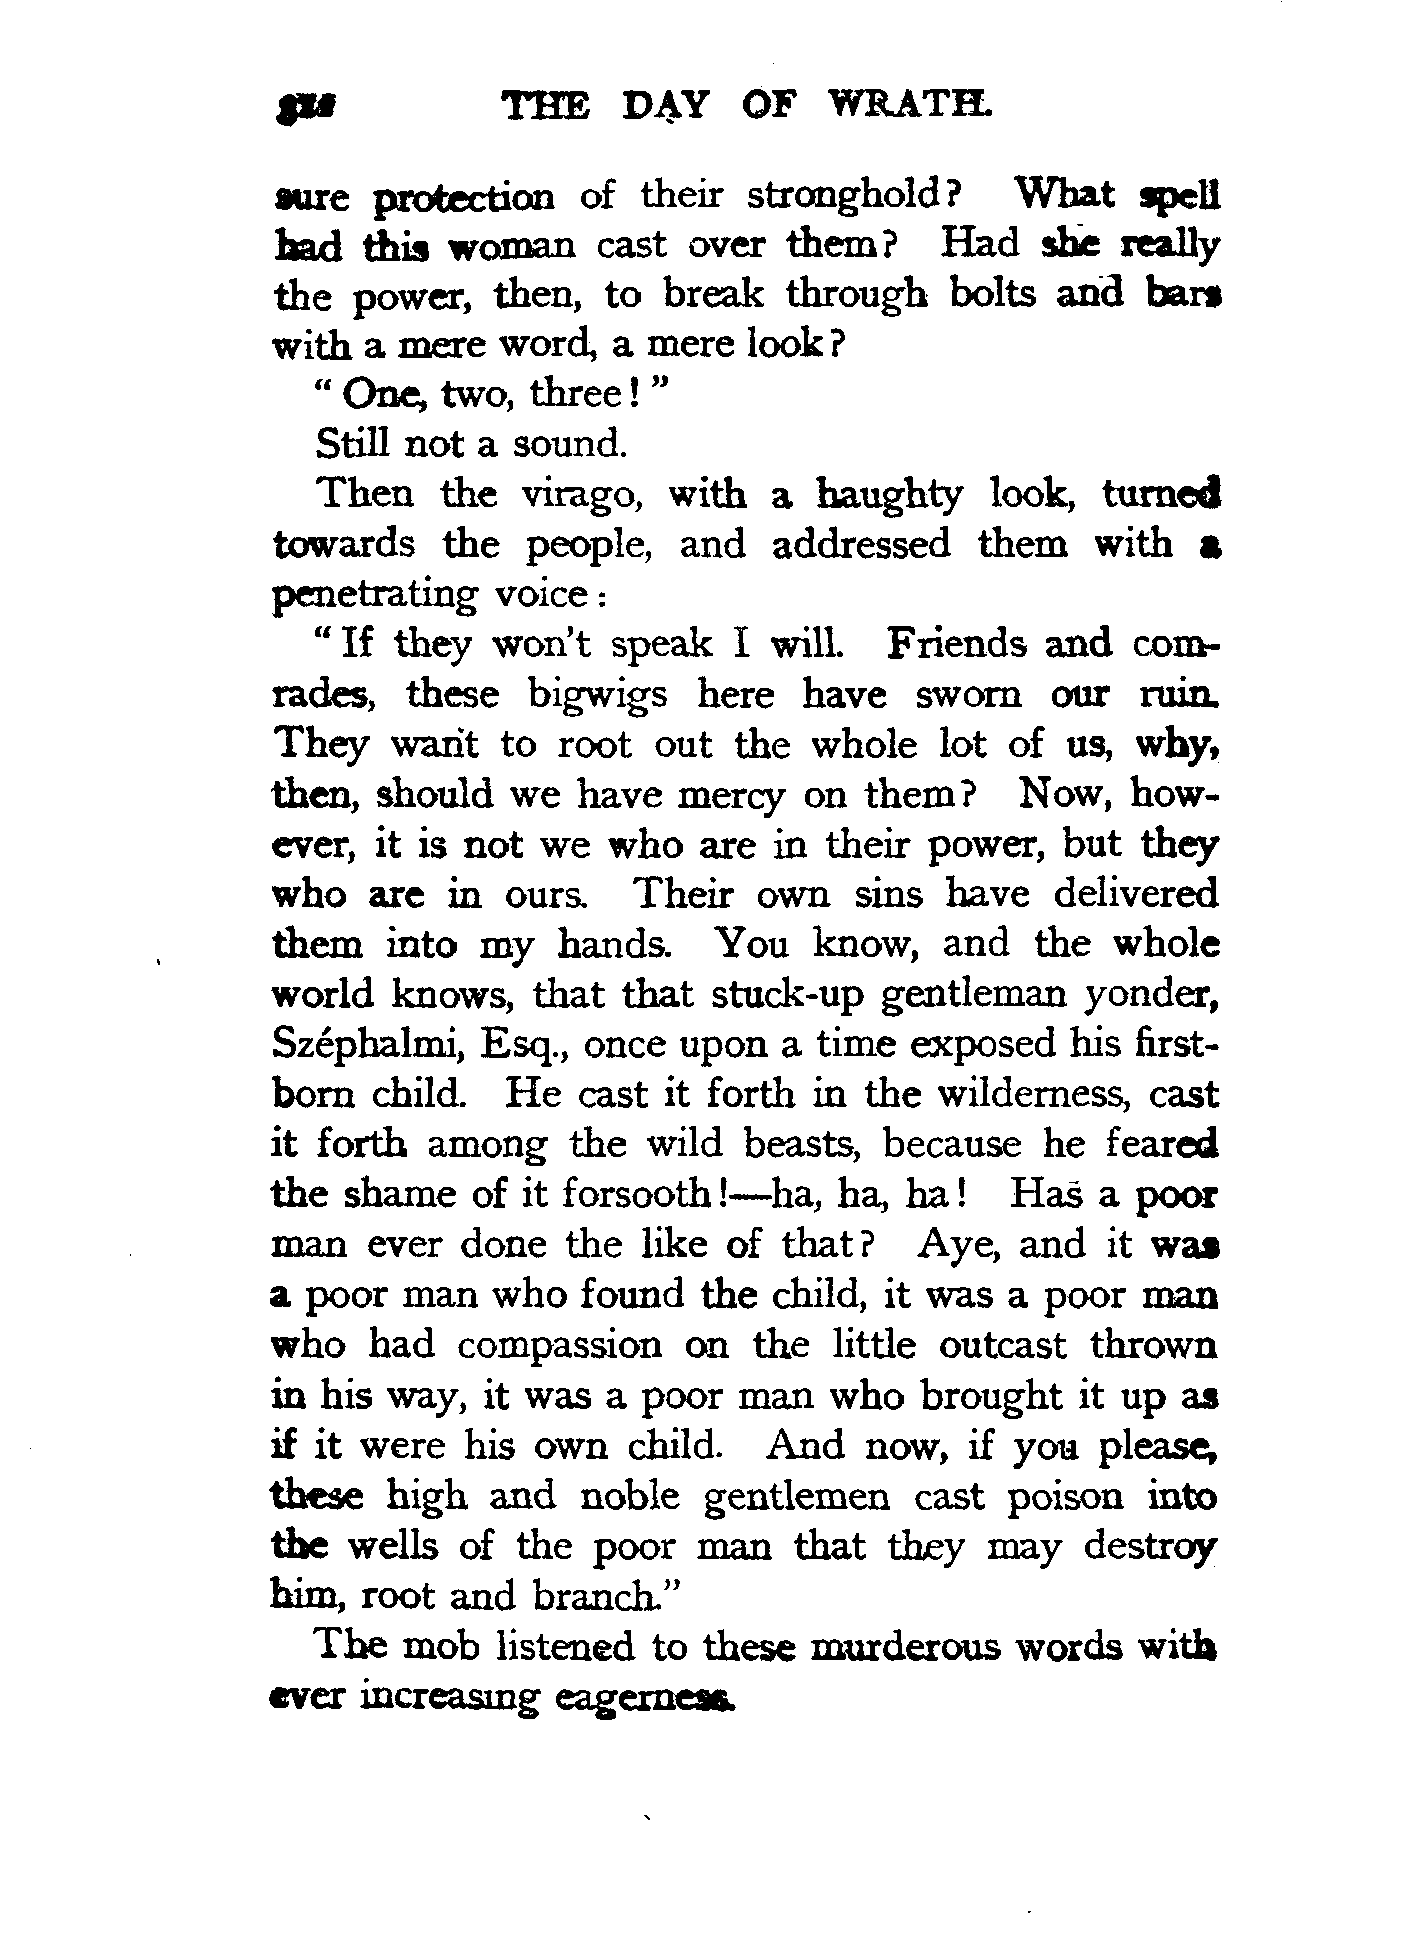 THE DAY OF WRATH.
sure protection of their stronghold? What spell
had this woman cast over them? Had she really
the power, then, to break through bolts and bars
with a mere word, a mere look?
"One, two, three!"
Still not a sound.
Then the virago, with a haughty look, turned
towards the people, and addressed them with a
penetrating voice:
"If they won't speak I will. Friends and com-
rades, these bigwigs here have sworn our ruin.
They want to root out the whole lot of us, why,
then, should we have mercy on them? Now, how-
ever, it is not we who are in their power, but they
who are in ours. Their own sins have delivered
them into my hands. You know, and the whole
world knows, that that stuck-up gentleman yonder,
Széphalmi, Esq., once upon a time exposed his first-
born child. He cast it forth in the wilderness, cast
it forth among the wild beasts, because he feared
the shame of it forsooth!—ha, ha, ha! Has a poor
man ever done the like of that? Aye, and it was
a poor man who found the child, it was a poor man
who had compassion on the little outcast thrown
in his way, it was a poor man who brought it up as
if it were his own child. And now, if you please,
these high and noble gentlemen cast poison into
the wells of the poor man that they may destroy
him, root and branch."
The mob listened to these murderous words with
ever increasing eagerness.